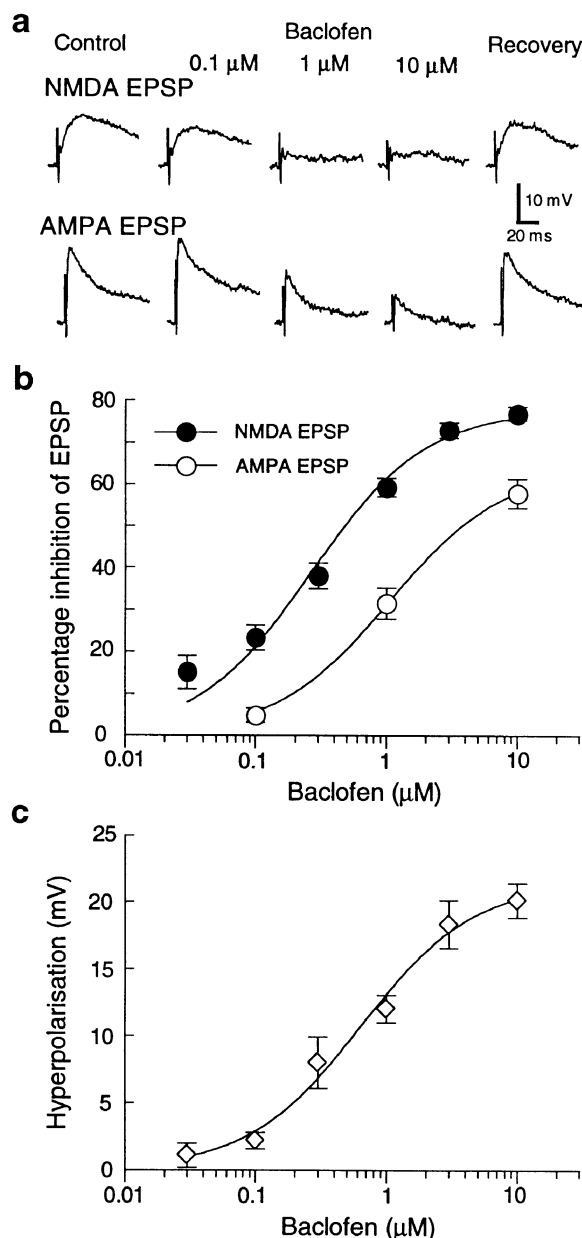 a
Control
Baclofen
Recovery
0.1 µM
1 µM
10 µM
NMDA EPSP
10 mV
20 ms
AMPA EPSP
b
80
60
40
20
0
Percentage inhibition of EPSP
NMDA EPSP
AMPA EPSP
0.01
0.1
1
10
Baclofen (µM)
c
25
20
15
10
5
0
Hyperpolarisation (mV)
0.01
0.1
1
10
Baclofen (µM)